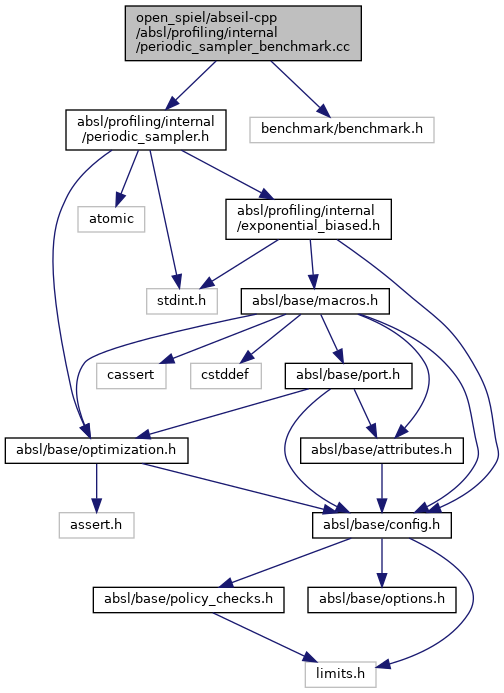 open_spiel/abseil-cpp
/absl/profiling/internal
/periodic_sampler_benchmark.cc
absl/profiling/internal
/periodic_sampler.h
benchmark/benchmark.h
atomic
absl/profiling/internal
/exponential_biased.h
stdint.h
absl/base/macros.h
cassert
cstddef
absl/base/port.h
absl/base/optimization.h
absl/base/attributes.h
assert.h
absl/base/config.h
absl/base/policy_checks.h
absl/base/options.h
limits.h